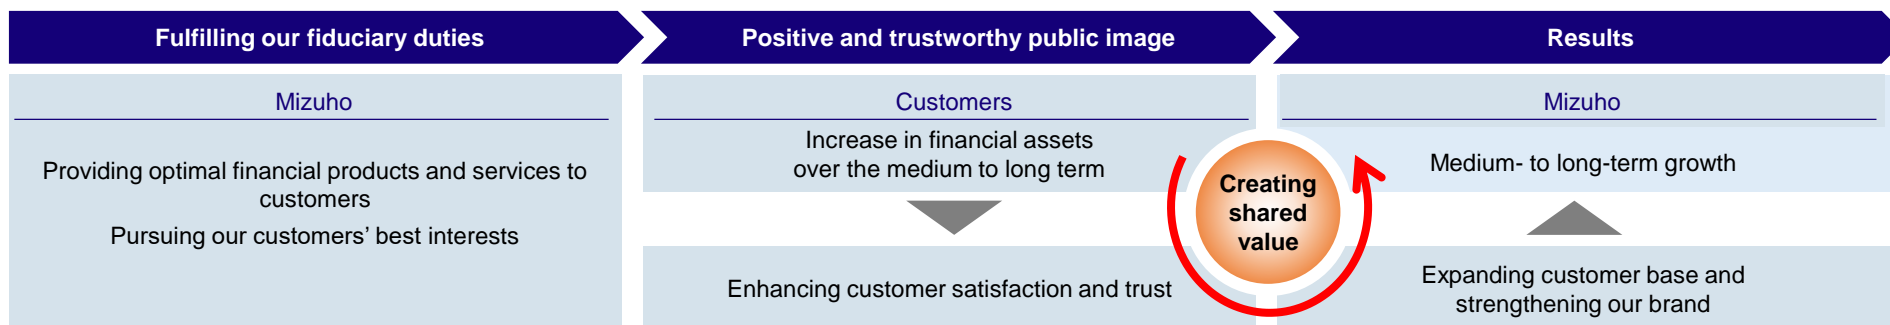 Fulfilling our fiduciary duties
Positive and trustworthy public image
Results
Mizuho
Providing optimal financial products and services to
customers
Pursuing our customers’ best interests
Customers
Increase in financial assets
over the medium to long term
Enhancing customer satisfaction and trust
Creating
shared
value
Mizuho
Medium- to long-term growth
Expanding customer base and
strengthening our brand